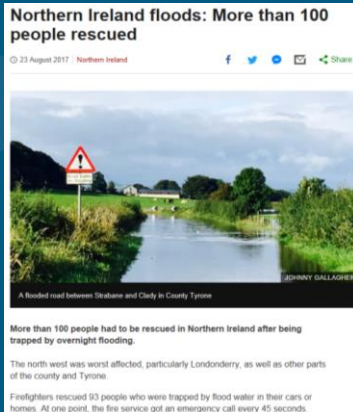 Northern Ireland floods: More than 100
people rescued
23 August 2017 Northern Ireland
Share
JOHNNY GALLAGHER
A flooded road between Strabane and Clady in County Tyrone
More than 100 people had to be rescued in Northern Ireland after being
trapped by overnight flooding.
The north west was worst affected, particularly Londonderry, as well as other parts
of the county and Tyrone.
Firefighters rescued 93 people who were trapped by flood water in their cars or
homes. At one point, the fire service got an emergency call every 45 seconds.